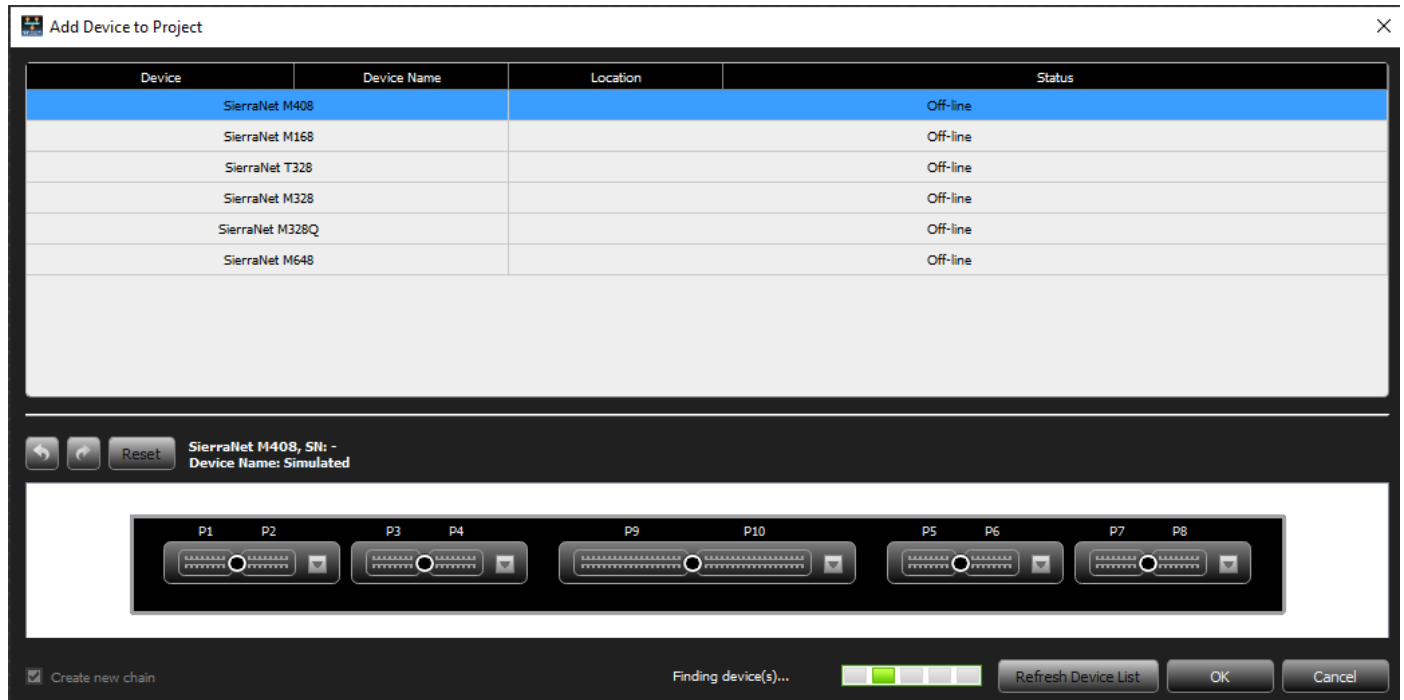 Add Device to Project
Device Device Name Location Status
SierraNet M408 Off-line
SierraNet M168 Off-line
SierraNet T328 Off-line
SierraNet M328 Off-line
SierraNet M328Q Off-line
SierraNet M648 Off-line
Reset
SierraNet M408, SN: -
Device Name: Simulated
P1 P2 P3 P4 P9 P10 P5 P6 P7 P8
Create new chain Finding device(s)... Refresh Device List OK Cancel